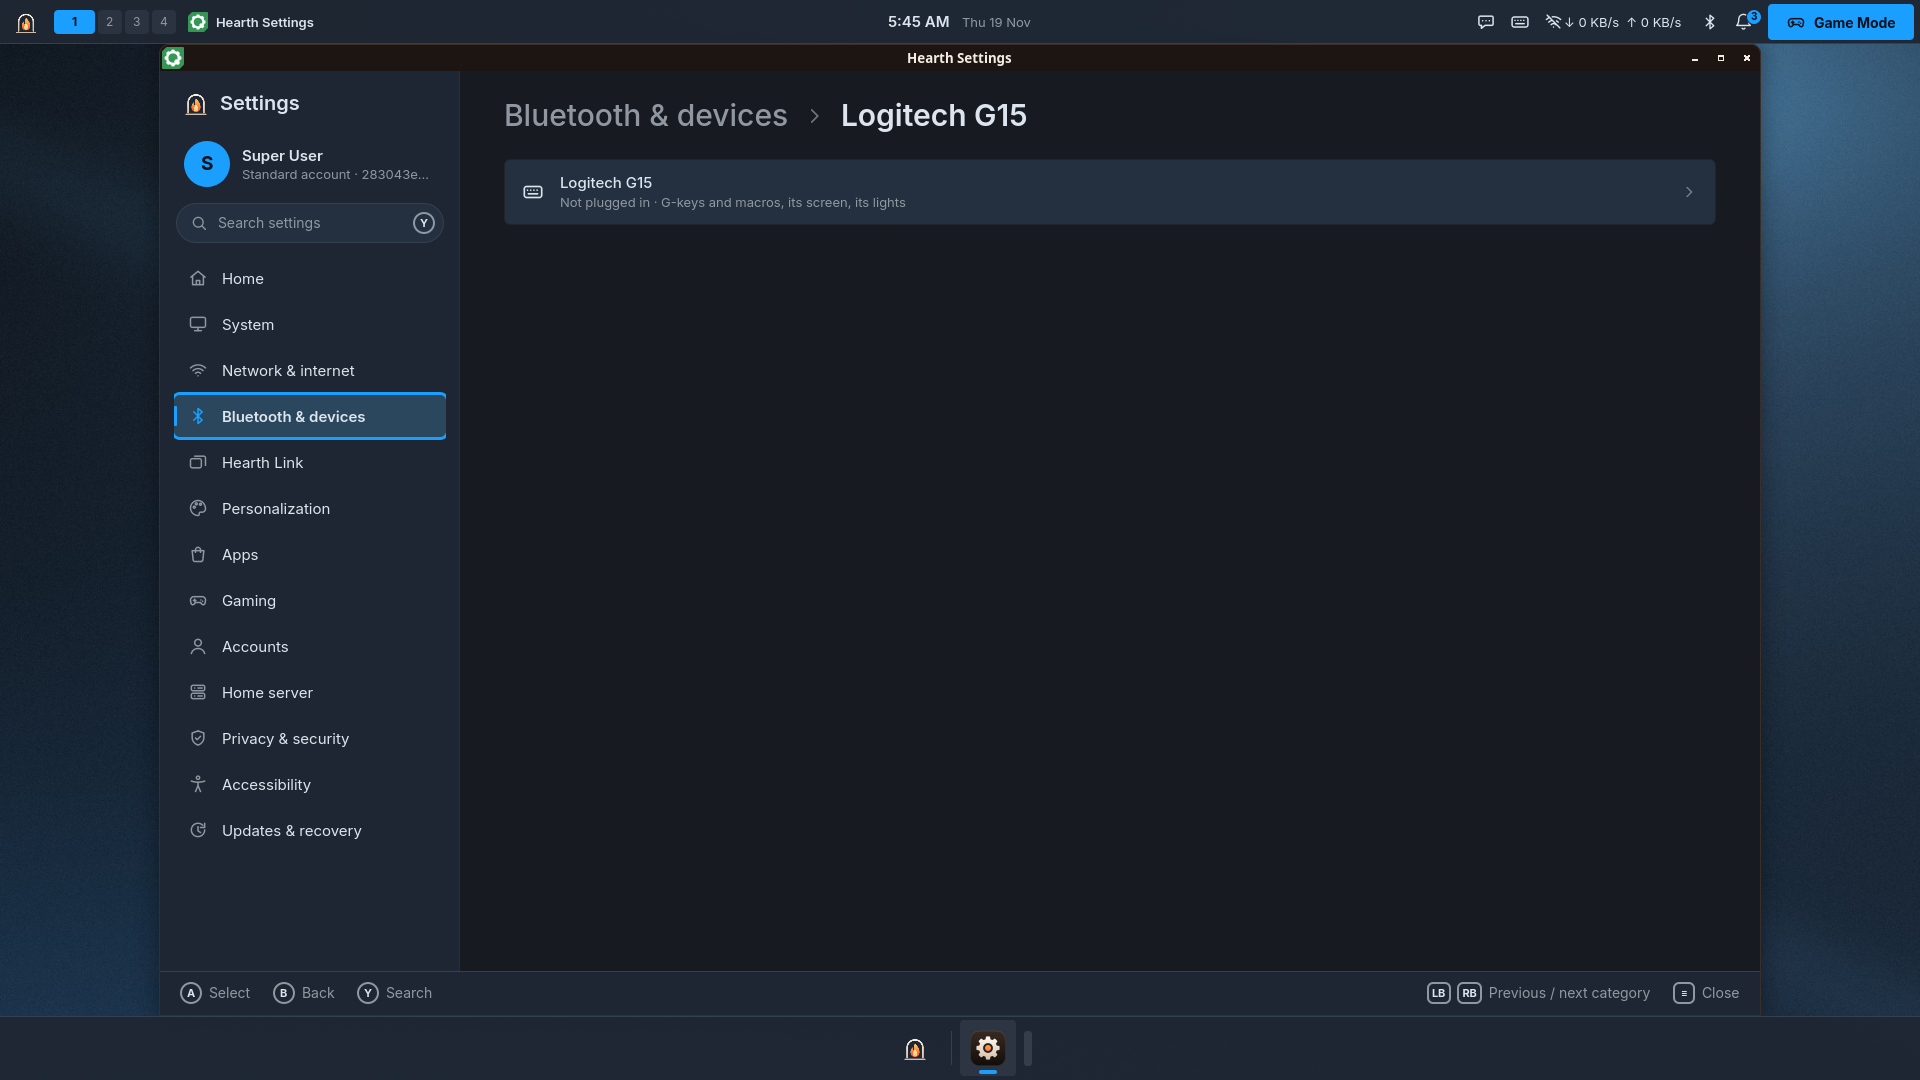 1 2 3 4 Hearth Settings
5:45 AM Thu 19 Nov
↓ 0 KB/s ↑ 0 KB/s
3
Game Mode
Hearth Settings
Settings
S
Super User
Standard account · 283043e...
Search settings Y
Home
System
Network & internet
Bluetooth & devices
Hearth Link
Personalization
Apps
Gaming
Accounts
Home server
Privacy & security
Accessibility
Updates & recovery
Bluetooth & devices > Logitech G15
Logitech G15
Not plugged in · G-keys and macros, its screen, its lights
A Select B Back Y Search
LB RB Previous / next category ≡ Close